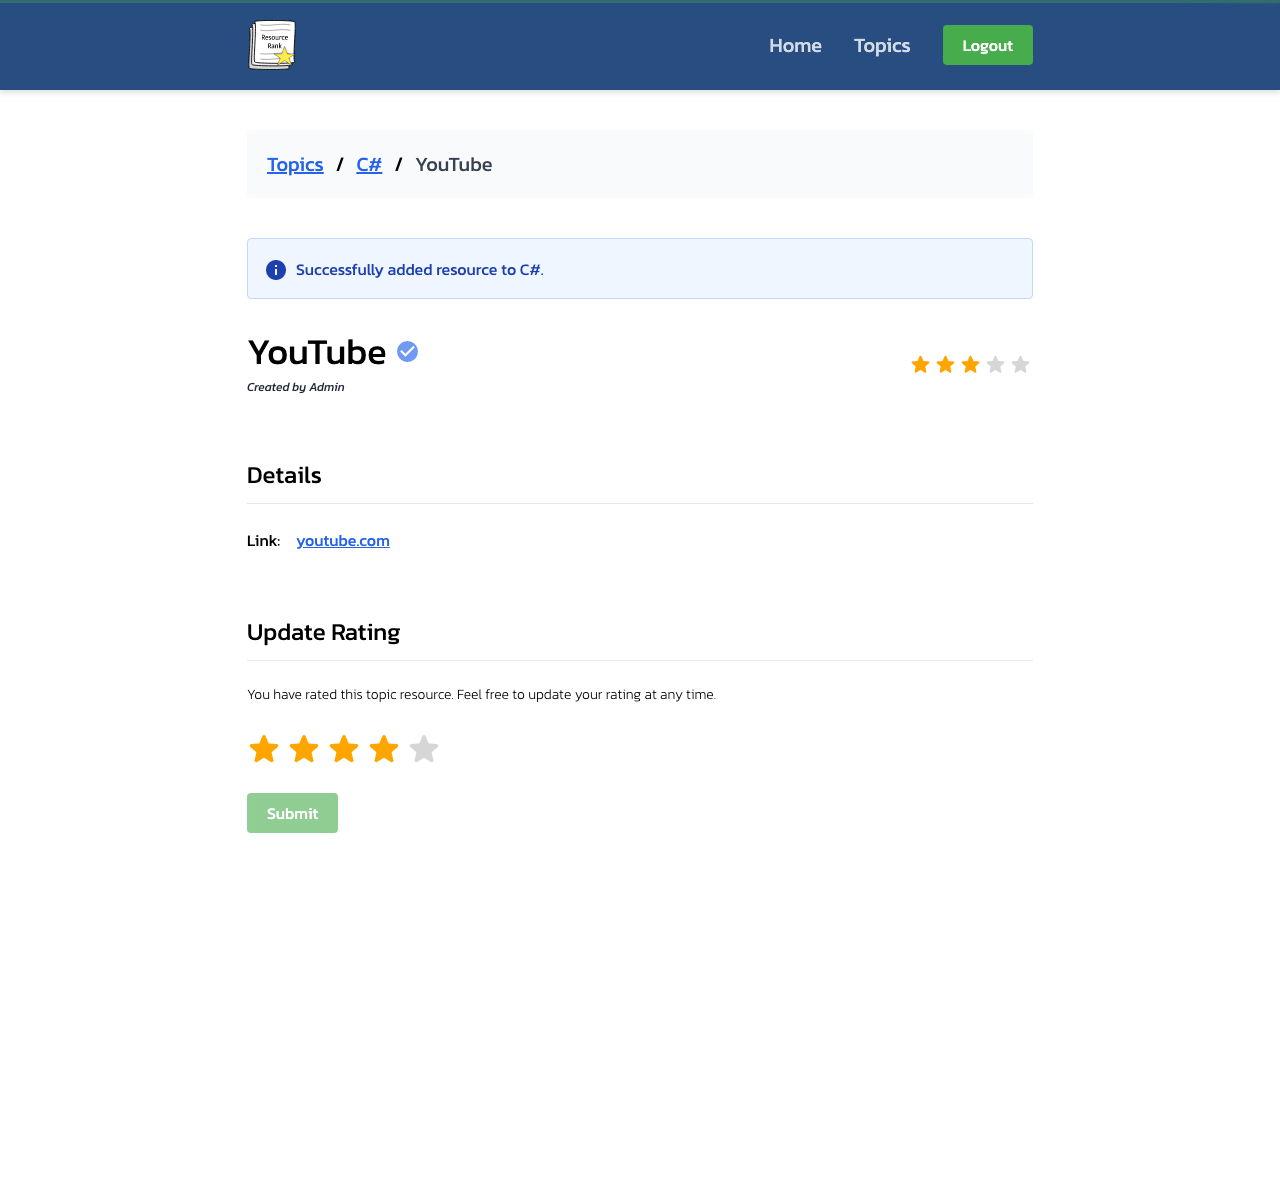 Resource
Rank
Home Topics Logout
Topics / C# / YouTube
Successfully added resource to C#.
YouTube
Created by Admin
Details
Link: youtube.com
Update Rating
You have rated this topic resource. Feel free to update your rating at any time.
Submit